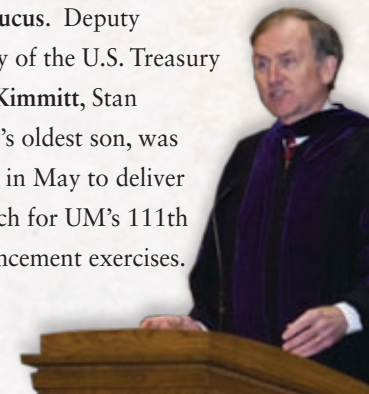 ucus. Deputy
y of the U.S. Treasury
Kimmitt, Stan
's oldest son, was
in May to deliver
ch for UM's 111th
ncement exercises.